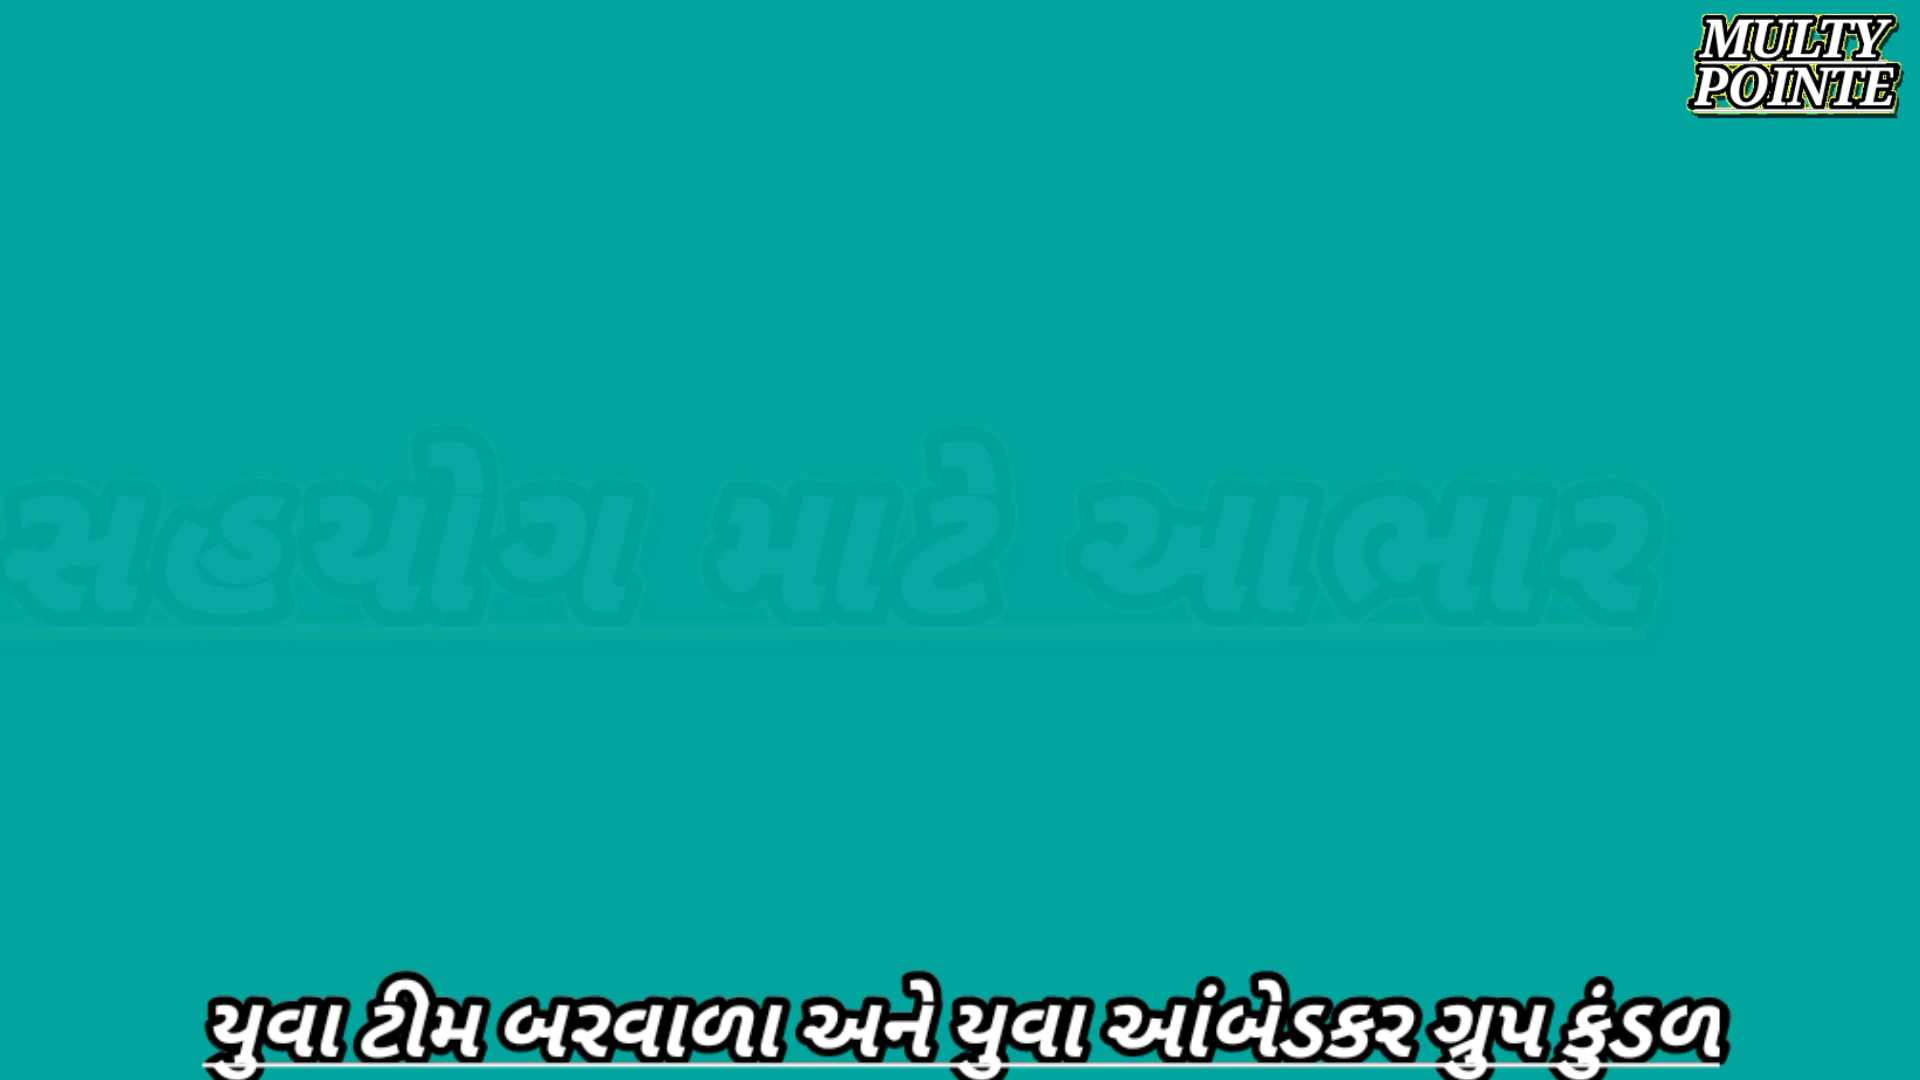 MULTY
POINTE
સહયોગ માટે આભાર
યુવા ટીમ બરવાળા અને યુવા આંબેડકર ગ્રુપ કુંડળ